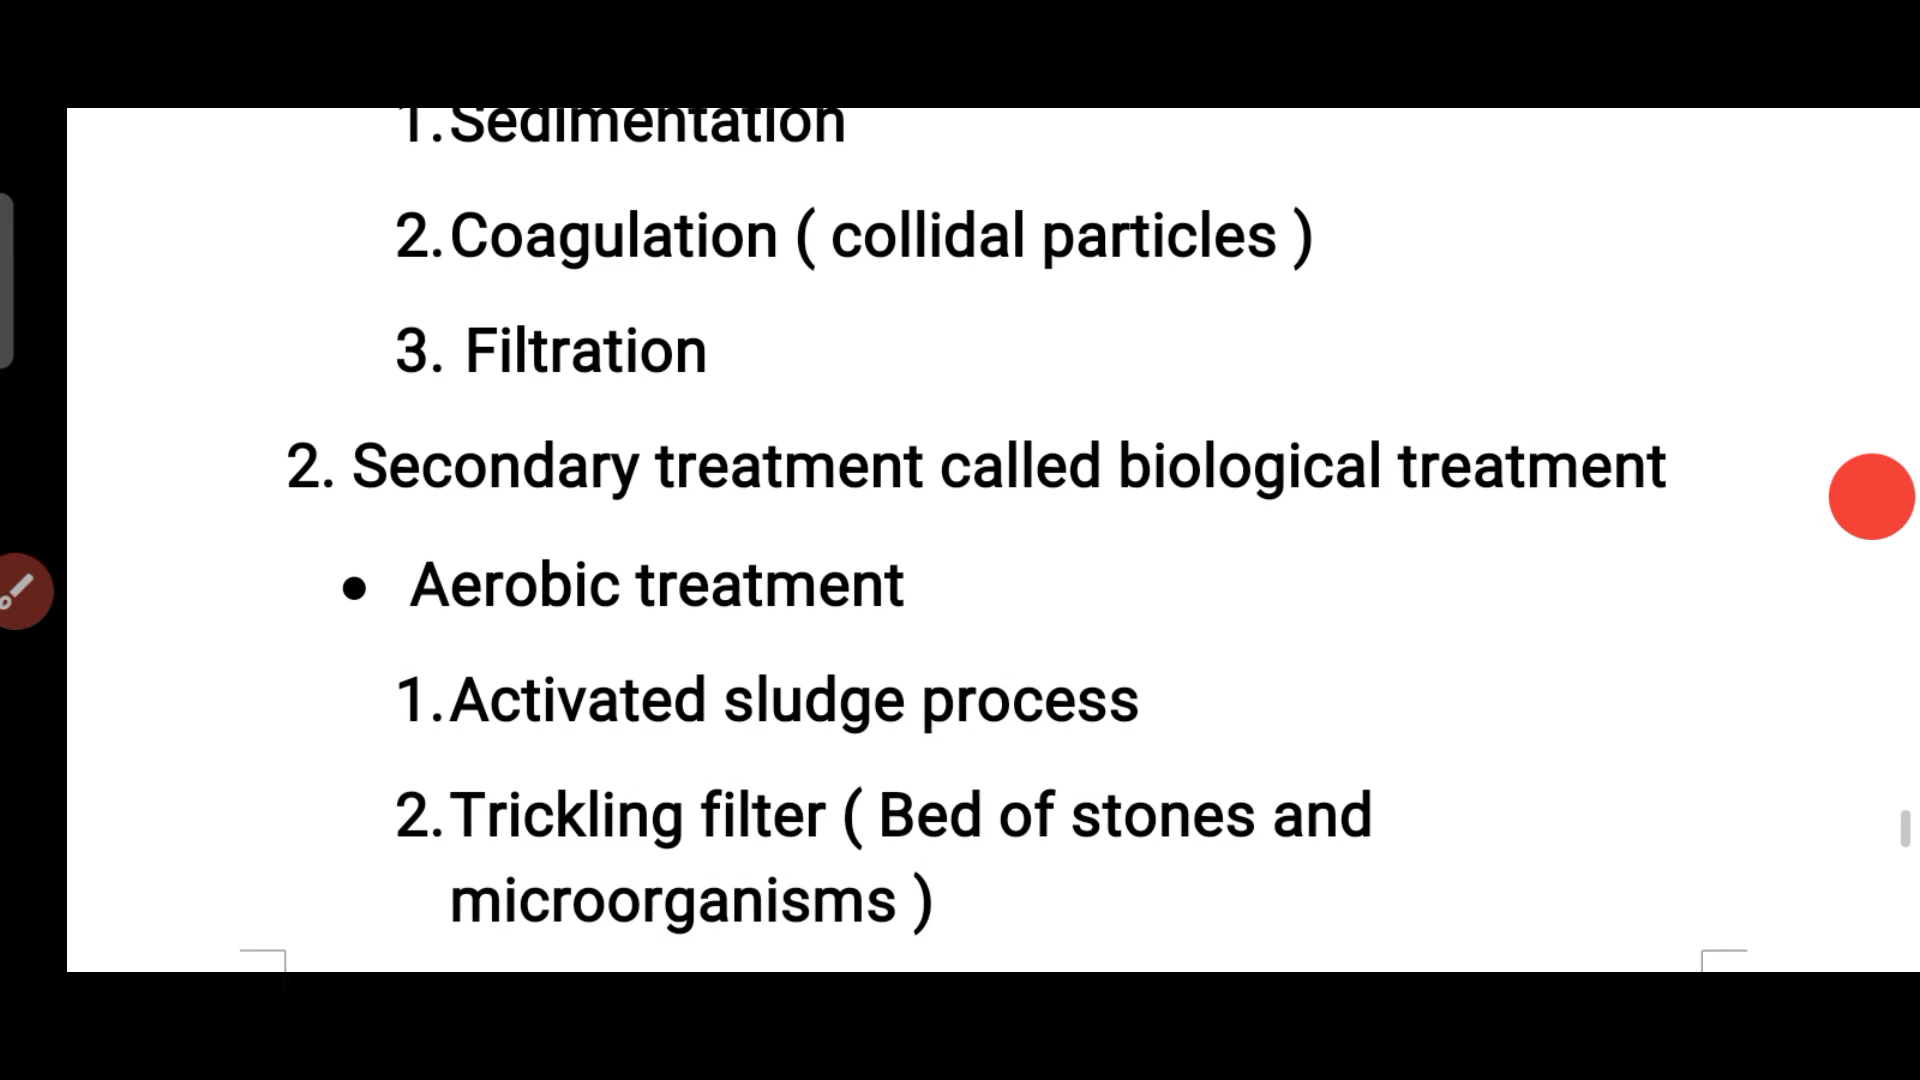 1. Sedimentation
2. Coagulation ( collidal particles )
3. Filtration
2. Secondary treatment called biological treatment
• Aerobic treatment
1. Activated sludge process
2. Trickling filter ( Bed of stones and
microorganisms )